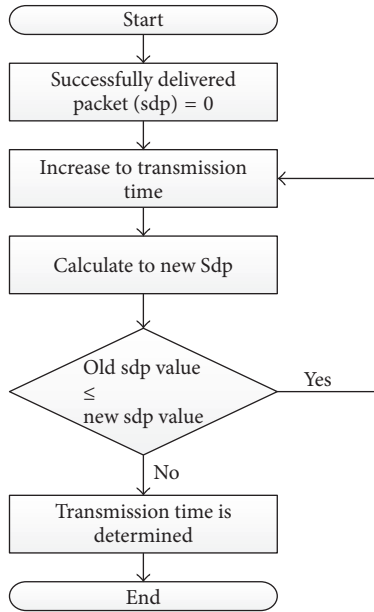 Start
Successfully delivered
packet (sdp) = 0
Increase to transmission
time
Calculate to new Sdp
Old sdp value
≤
new sdp value
Yes
No
Transmission time is
determined
End